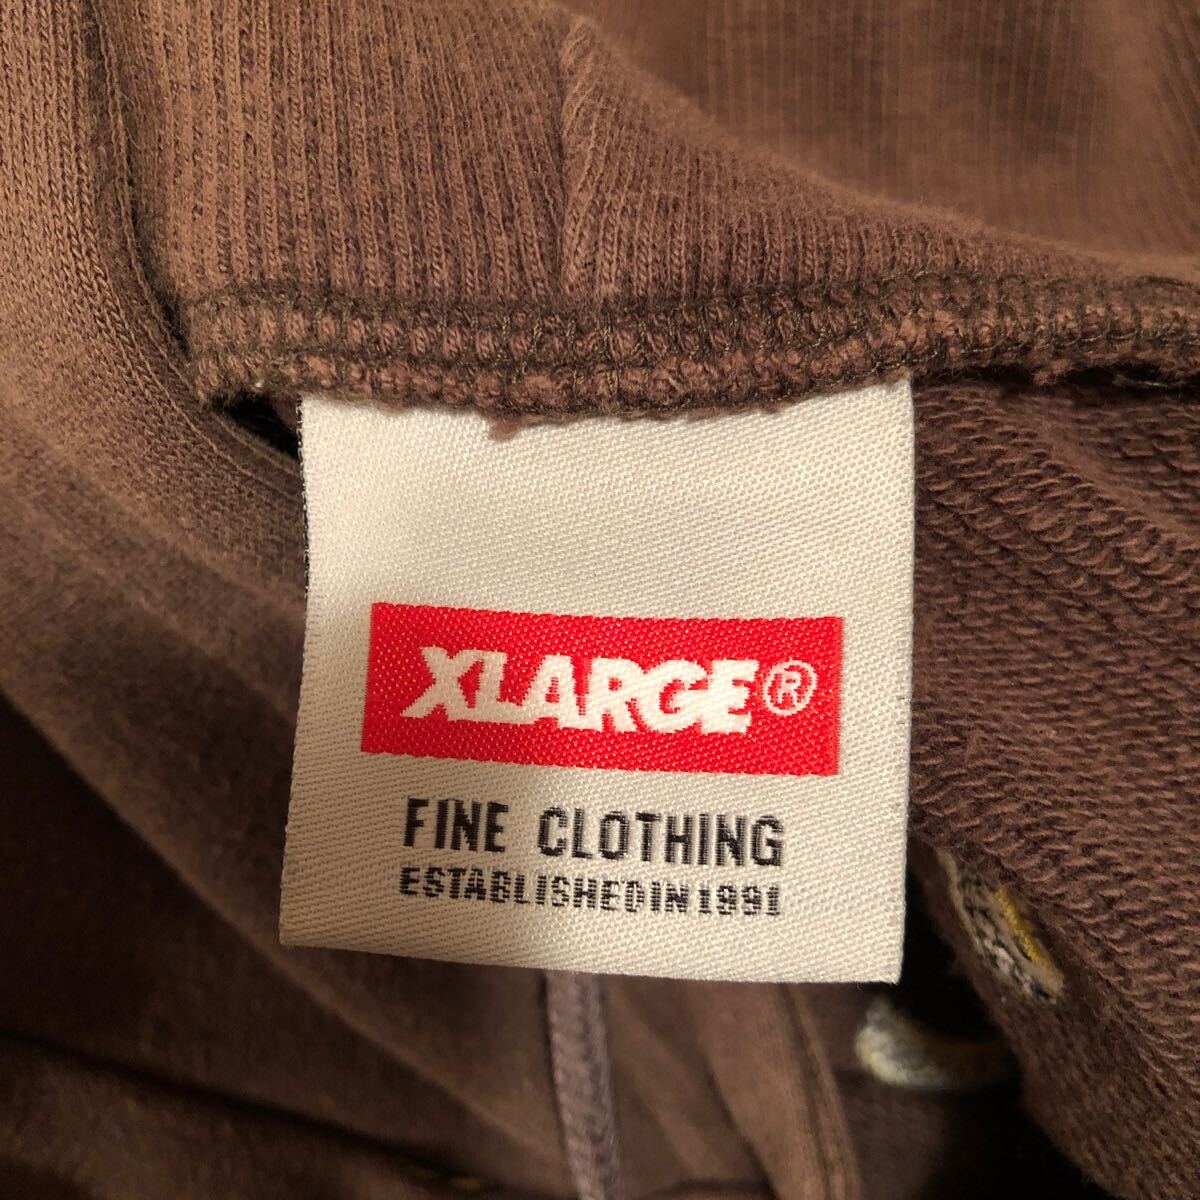 XLARGE®
FINE CLOTHING
ESTABLISHED IN 1991